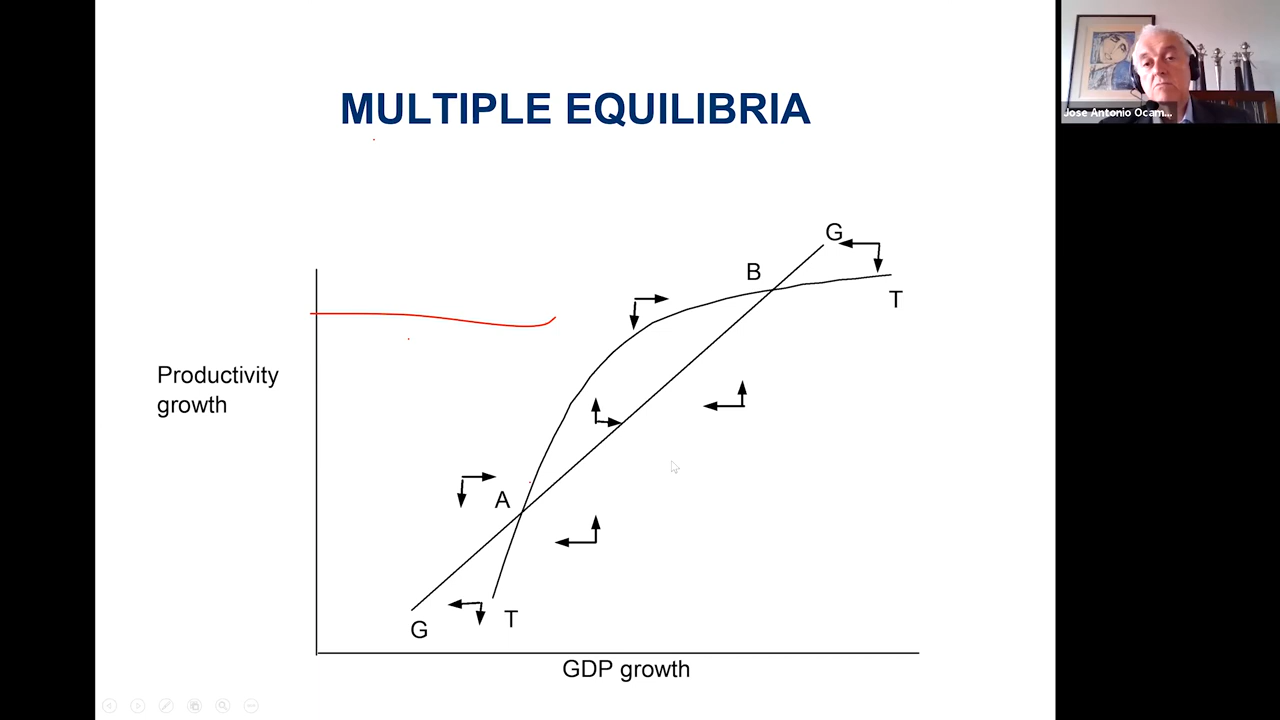 MULTIPLE EQUILIBRIA
Jose Antonio Ocam...
G
B
T
Productivity
growth
A
T
G
GDP growth